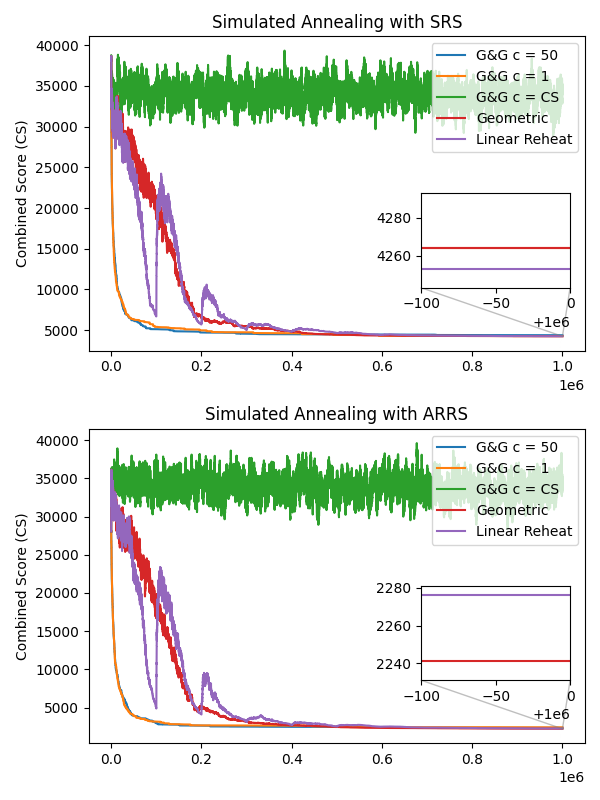 Simulated Annealing with SRS
G&G c = 50
G&G c = 1
G&G c = CS
Geometric
Linear Reheat
Combined Score (CS)
40000
35000
30000
25000
20000
15000
10000
5000
4280
4260
−100
−50
0
+1e6
0.0
0.2
0.4
0.6
0.8
1.0
1e6
Simulated Annealing with ARRS
G&G c = 50
G&G c = 1
G&G c = CS
Geometric
Linear Reheat
Combined Score (CS)
40000
35000
30000
25000
20000
15000
10000
5000
2280
2260
2240
−100
−50
0
+1e6
0.0
0.2
0.4
0.6
0.8
1.0
1e6